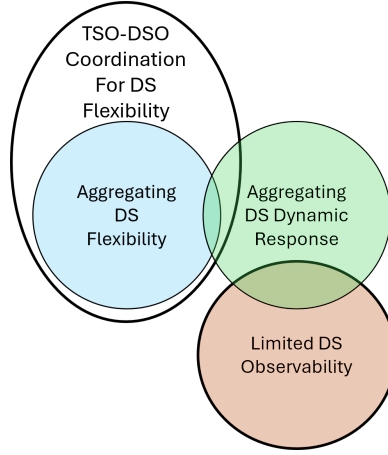 TSO-DSO
Coordination
For DS
Flexibility
Aggregating
DS
Flexibility
Aggregating
DS Dynamic
Response
Limited DS
Observability